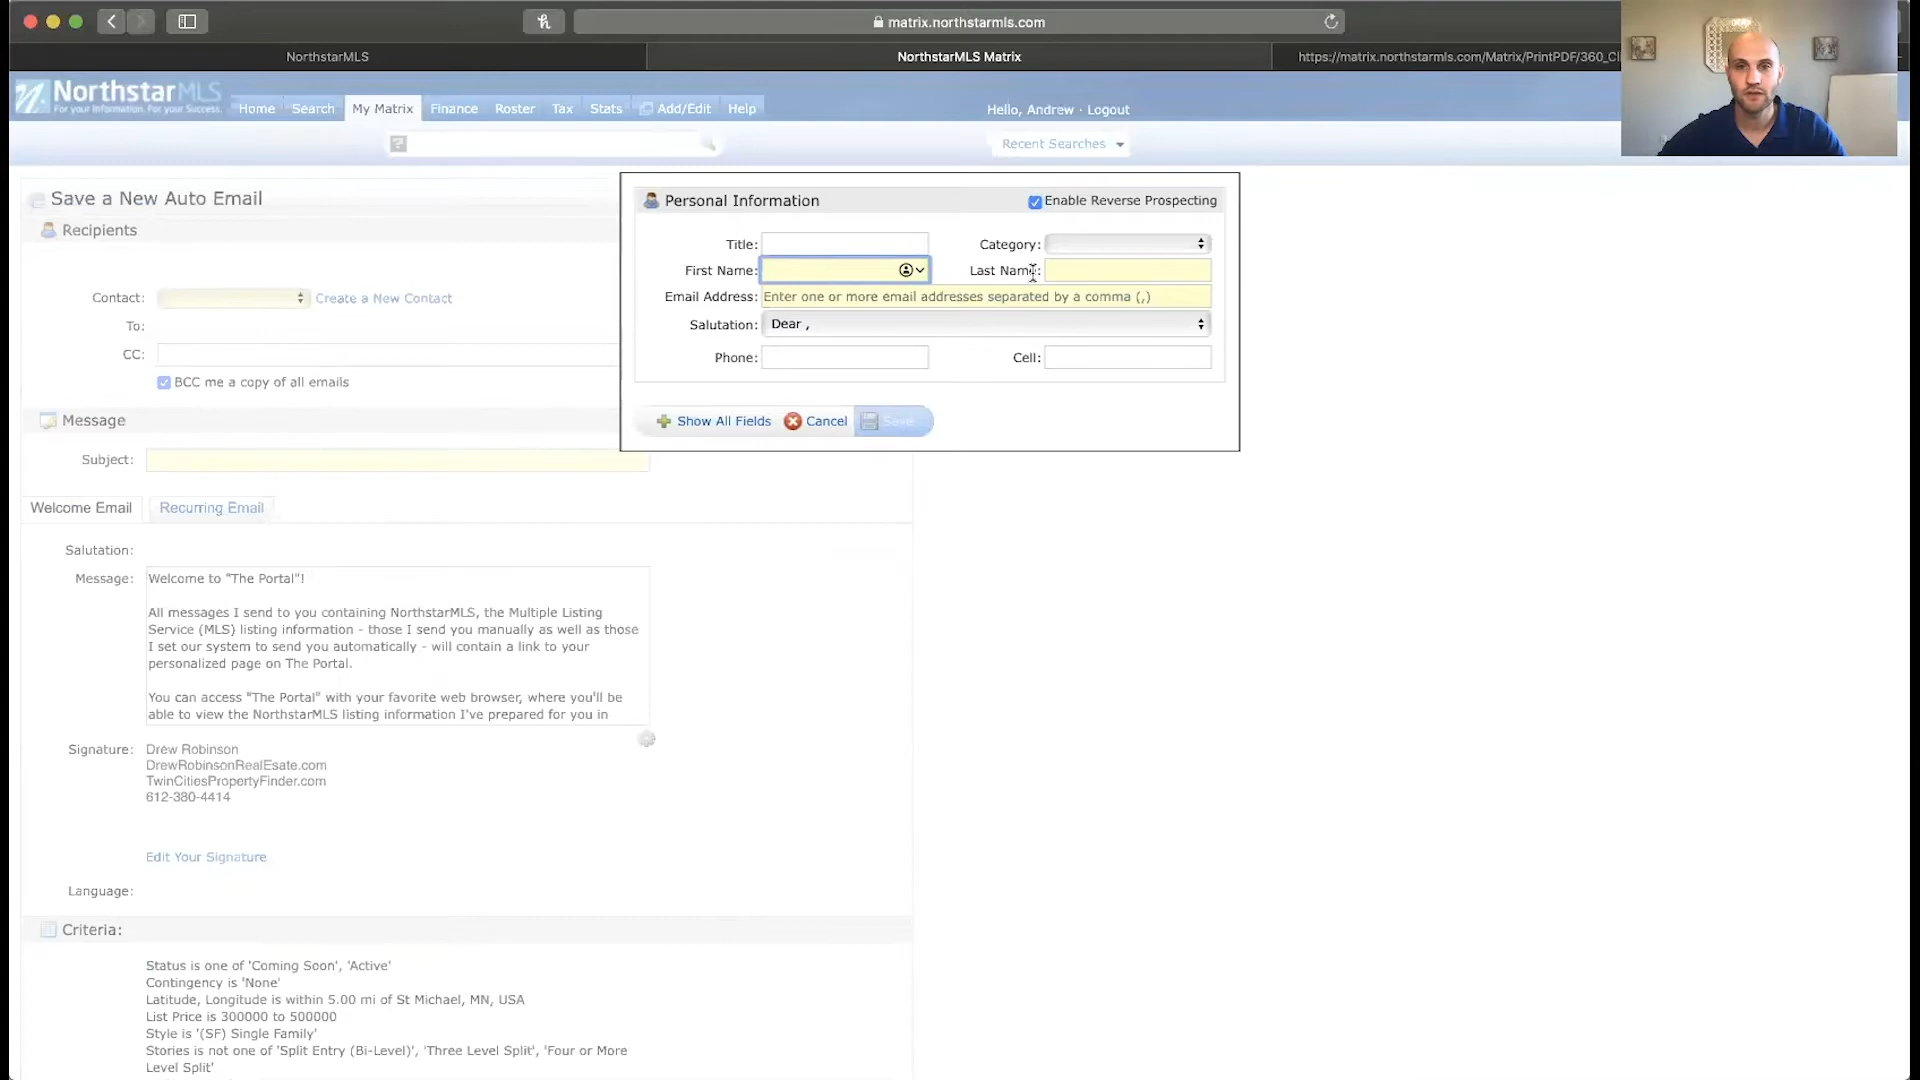 matrix.northstarmls.com
NorthstarMLS
NorthstarMLS Matrix
https://matrix.northstarmls.com/Matrix/PrintPDF/360_Cl
NorthstarMLS
For your Information. For your Success.
Home
Search
My Matrix
Finance
Roster
Tax
Stats
Add/Edit
Help
Hello, Andrew · Logout
Recent Searches
Save a New Auto Email
Recipients
Contact:
Create a New Contact
To:
CC:
BCC me a copy of all emails
Message
Subject:
Welcome Email
Recurring Email
Salutation:
Message:
Welcome to "The Portal"!
All messages I send to you containing NorthstarMLS, the Multiple Listing
Service (MLS) listing information - those I send you manually as well as those
I set our system to send you automatically - will contain a link to your
personalized page on The Portal.
You can access "The Portal" with your favorite web browser, where you'll be
able to view the NorthstarMLS listing information I've prepared for you in
Signature:
Drew Robinson
DrewRobinsonRealEsate.com
TwinCitiesPropertyFinder.com
612-380-4414
Edit Your Signature
Language:
Criteria:
Status is one of 'Coming Soon', 'Active'
Contingency is 'None'
Latitude, Longitude is within 5.00 mi of St Michael, MN, USA
List Price is 300000 to 500000
Style is '(SF) Single Family'
Stories is not one of 'Split Entry (Bi-Level)', 'Three Level Split', 'Four or More
Level Split'
Personal Information
Enable Reverse Prospecting
Title:
Category:
First Name:
Last Name:
Email Address:
Enter one or more email addresses separated by a comma (,)
Salutation:
Dear ,
Phone:
Cell:
Show All Fields
Cancel
Save